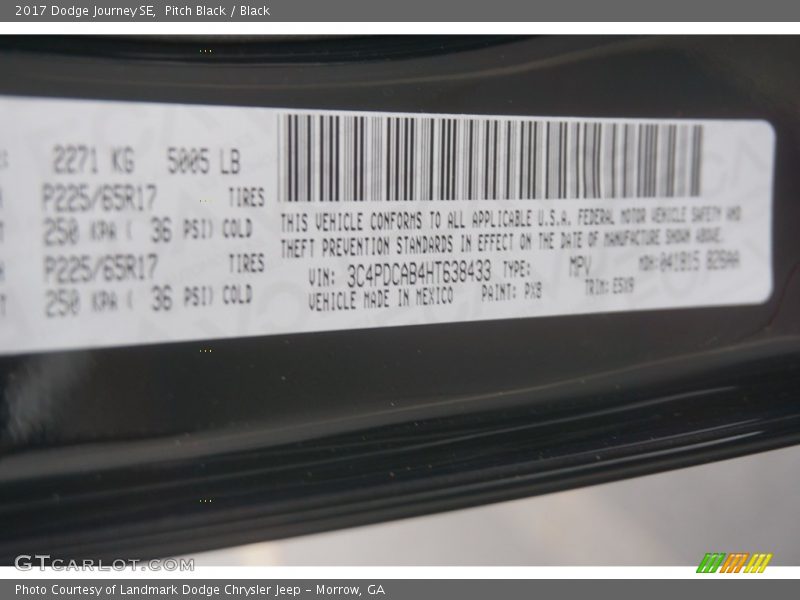 2017 Dodge Journey SE, Pitch Black / Black
2271 KG 5005 LB
P225/65R17 TIRES
250 KPA ( 36 PSI) COLD
P225/65R17 TIRES
250 KPA ( 36 PSI) COLD
THIS VEHICLE CONFORMS TO ALL APPLICABLE U.S.A. FEDERAL MOTOR VEHICLE SAFETY AND
THEFT PREVENTION STANDARDS IN EFFECT ON THE DATE OF MANUFACTURE SHOWN ABOVE.
VIN: 3C4PDCAB4HT638433 TYPE: MPV
VEHICLE MADE IN MEXICO PAINT: PX8 TRIM:
GTCARLOT.COM
Photo Courtesy of Landmark Dodge Chrysler Jeep – Morrow, GA